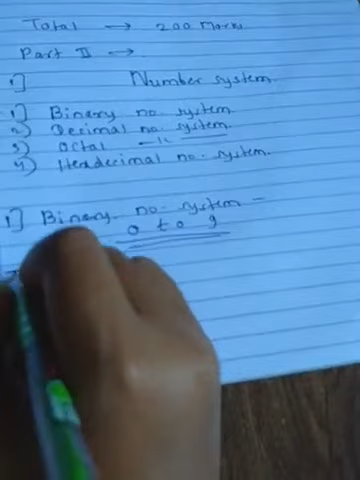 Total → 200 Marks
Part II →
1] Number system.
1) Binary no. system
2) Decimal no. system.
3) Octal —"—
4) Hexadecimal no. system.
1] Binary no. system –
0 to 9